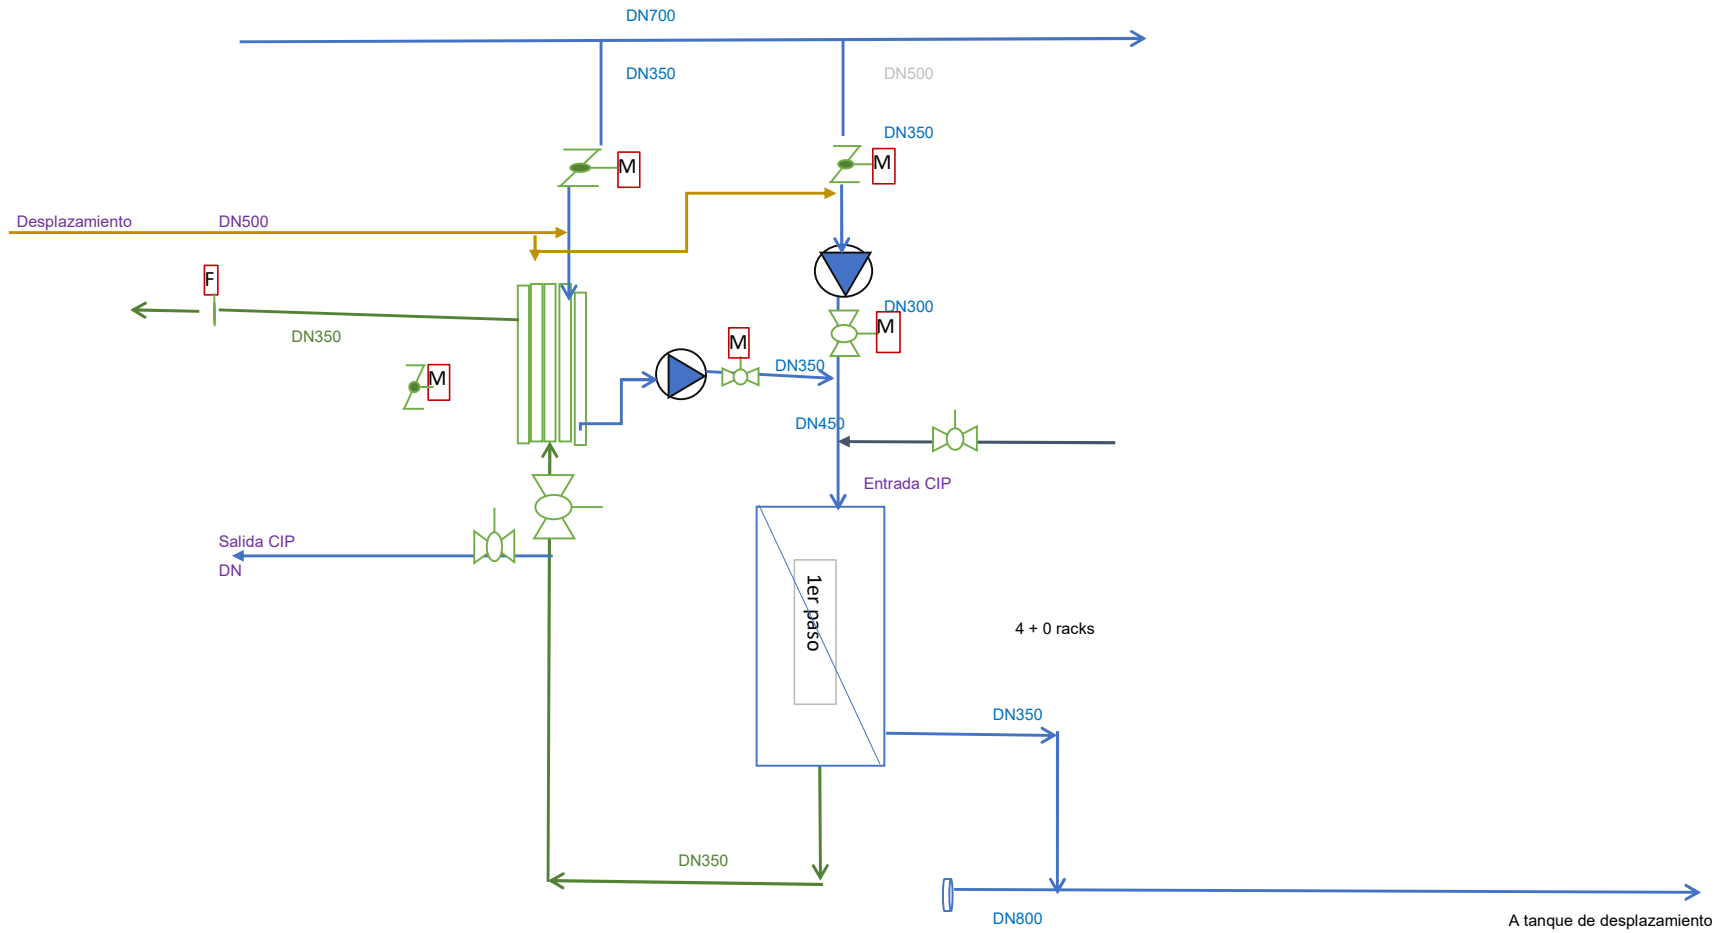 DN700
DN350
DN500
DN350
M
M
Desplazamiento
DN500
F
DN300
M
DN350
M
DN350
M
DN450
Entrada CIP
Salida CIP
DN
1er paso
4 + 0 racks
DN350
DN350
DN800
A tanque de desplazamiento